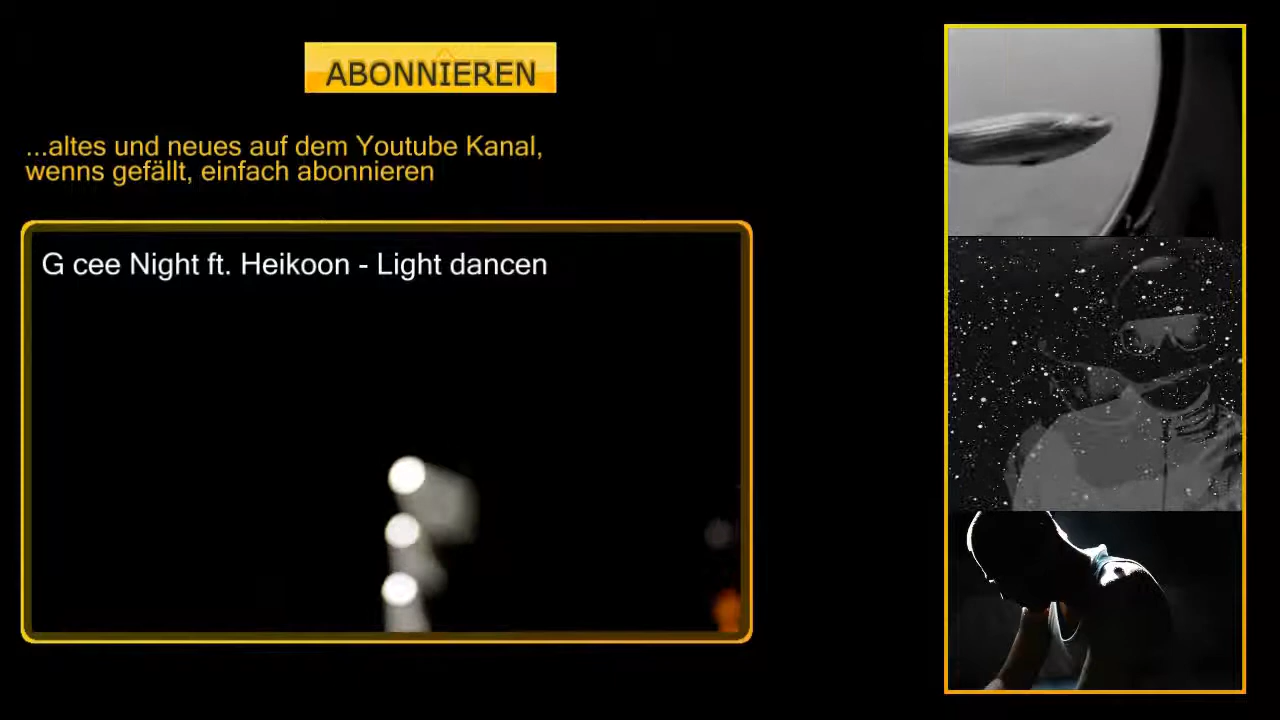 ABONNIEREN
...altes und neues auf dem Youtube Kanal,
wenns gefällt, einfach abonnieren
G cee Night ft. Heikoon - Light dancen